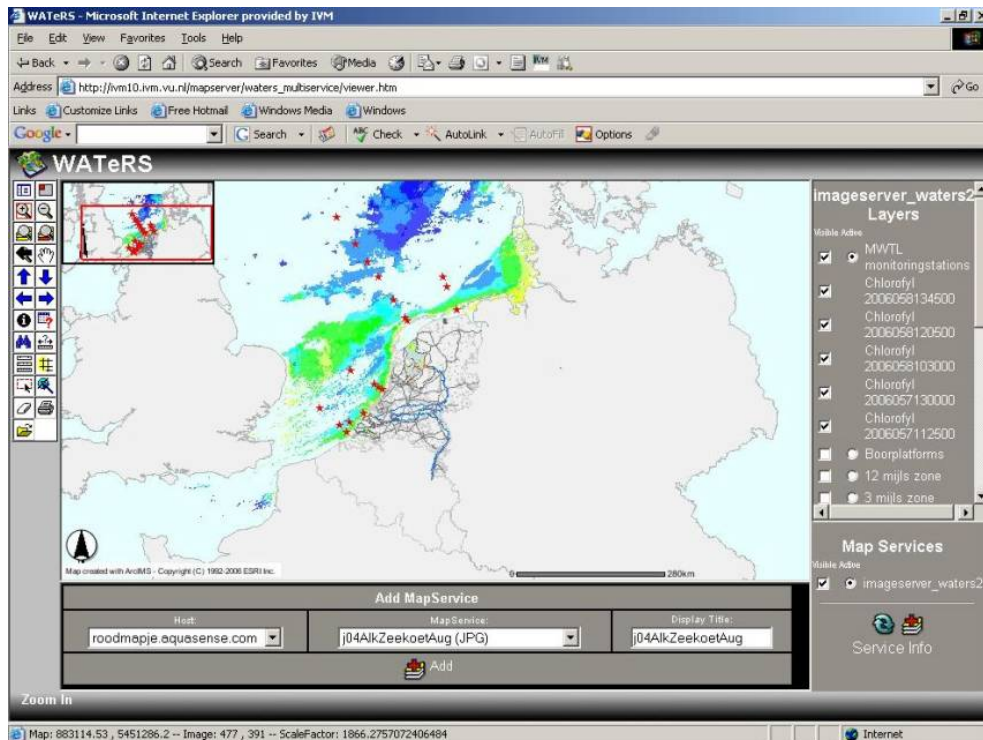 WATeRS - Microsoft Internet Explorer provided by IVM
File Edit View Favorites Tools Help
Back Search Favorites Media
Address http://ivm10.ivm.vu.nl/mapserver/waters_multiservice/viewer.htm Go
Links Customize Links Free Hotmail Windows Media Windows
Google Search ABC Check AutoLink AutoFill Options
WATeRS
imageserver_waters2
Layers
Visible Active
MWTL
monitoringstations
Chlorofyl
2006058134500
Chlorofyl
2006058120500
Chlorofyl
2006058103000
Chlorofyl
2006057130000
Chlorofyl
2006057112500
Boorplatforms
12 mijls zone
3 mijls zone
Map created with ArcIMS - Copyright (C) 1992-2006 ESRI Inc.
0 280km
Map Services
Visible Active
imageserver_waters2
Service Info
Add MapService
Host: MapService: Display Title:
roodmapje.aquasense.com j04AlkZeekoetAug (JPG) j04AlkZeekoetAug
Add
Zoom In
Map: 883114.53 , 5451286.2 -- Image: 477 , 391 -- ScaleFactor: 1866.2757072406484 Internet